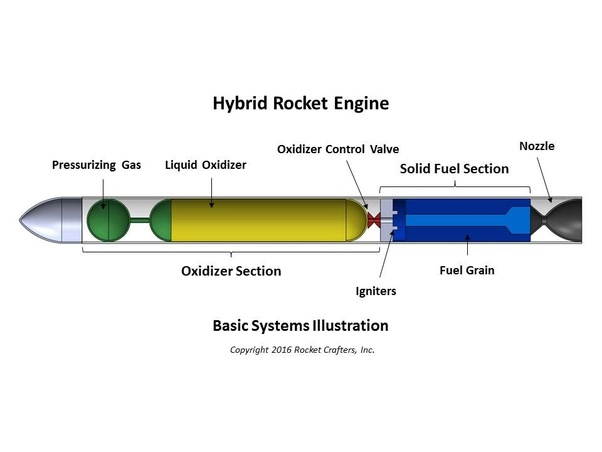 Hybrid Rocket Engine
Oxidizer Control Valve
Nozzle
Pressurizing Gas
Liquid Oxidizer
Solid Fuel Section
Oxidizer Section
Fuel Grain
Igniters
Basic Systems Illustration
Copyright 2016 Rocket Crafters, Inc.